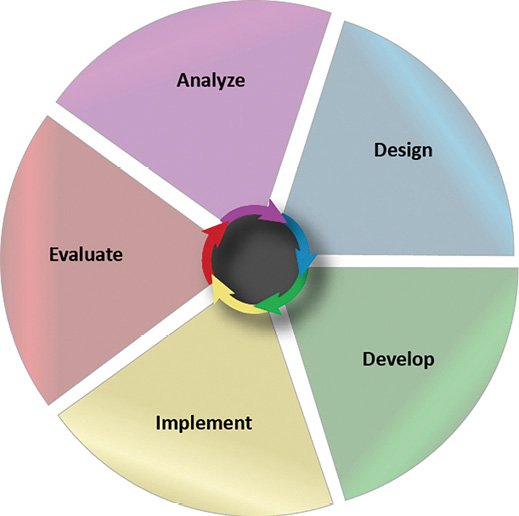 Analyze
Design
Develop
Implement
Evaluate